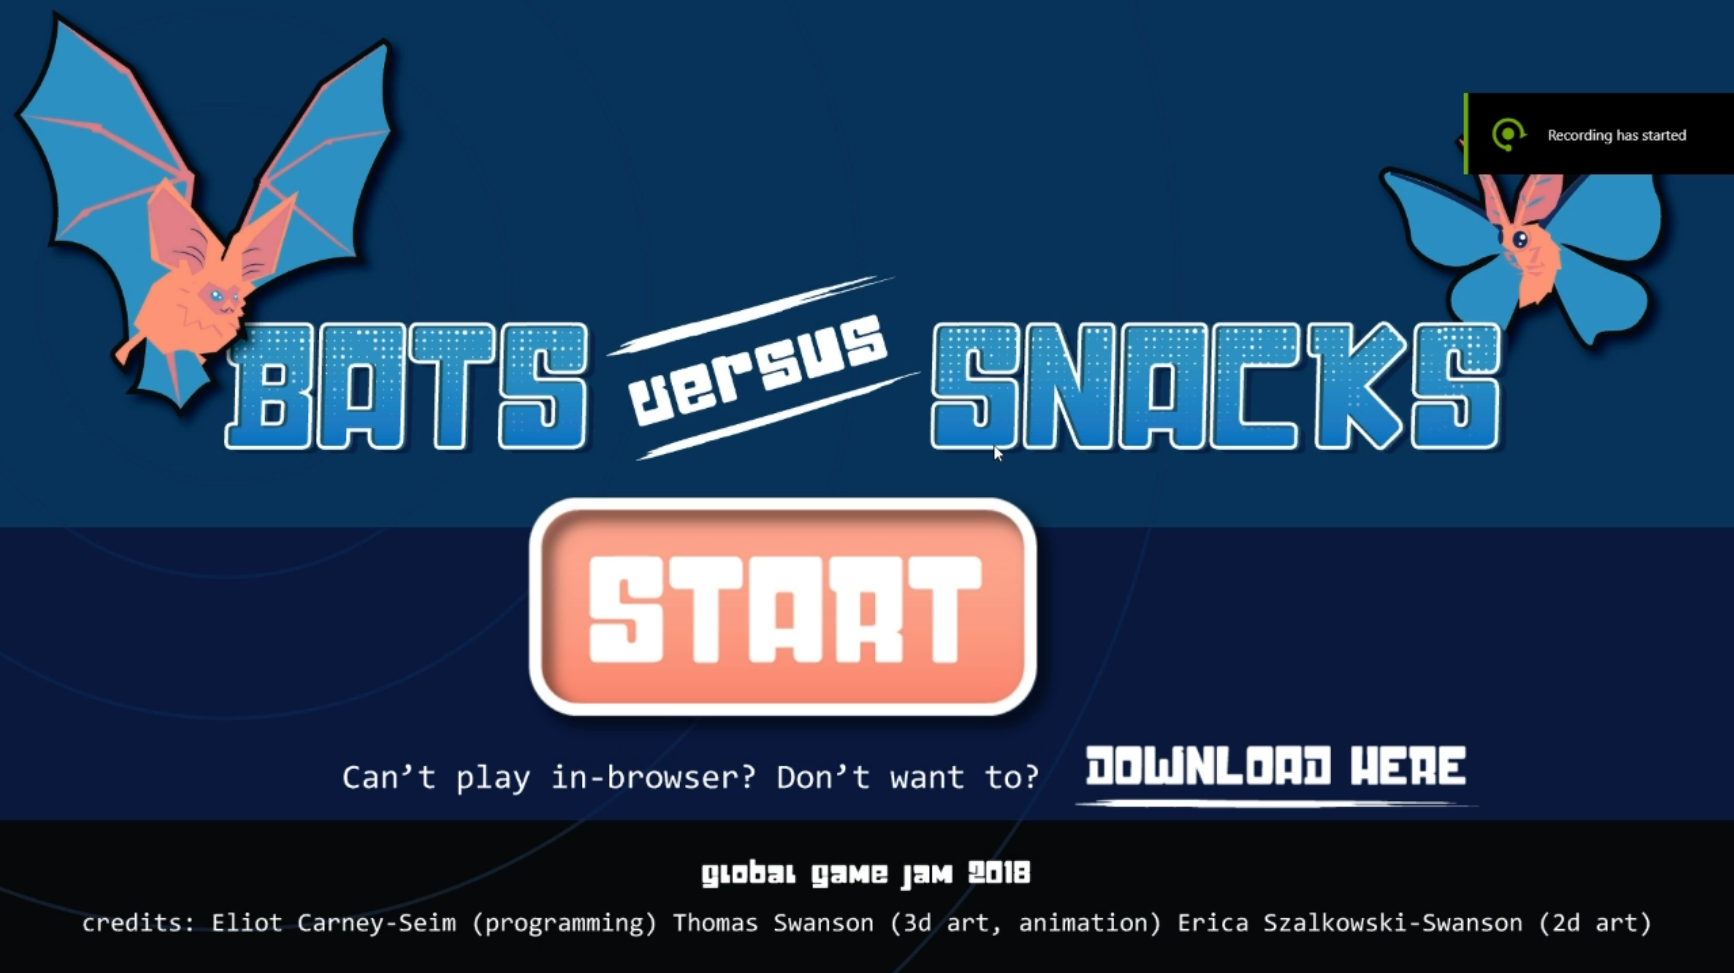 Recording has started
BATS versus SNACKS
START
Can’t play in-browser? Don’t want to? DOWNLOAD HERE
global game jam 2018
credits: Eliot Carney-Seim (programming) Thomas Swanson (3d art, animation) Erica Szalkowski-Swanson (2d art)